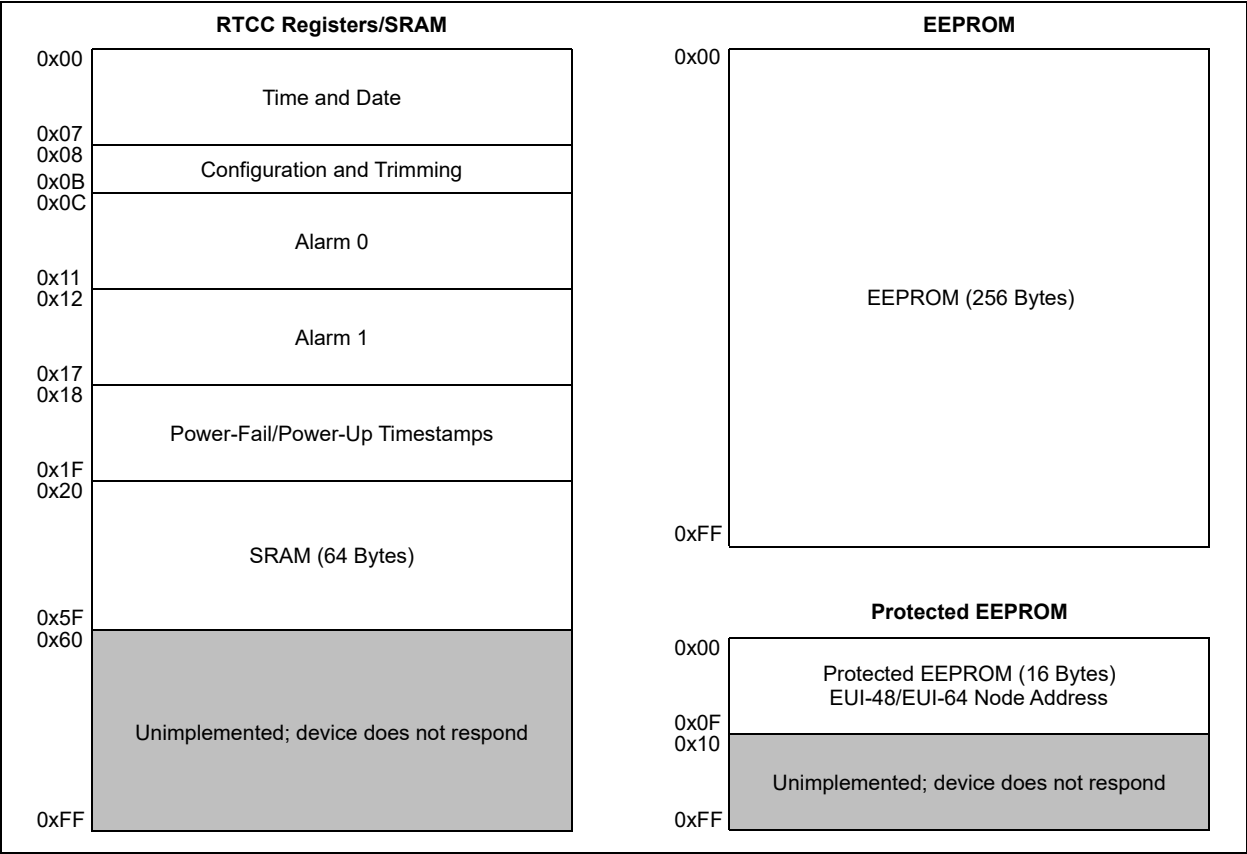 RTCC Registers/SRAM
0x00
Time and Date
0x07
0x08
Configuration and Trimming
0x0B
0x0C
Alarm 0
0x11
0x12
Alarm 1
0x17
0x18
Power-Fail/Power-Up Timestamps
0x1F
0x20
SRAM (64 Bytes)
0x5F
0x60
Unimplemented; device does not respond
0xFF
EEPROM
0x00
EEPROM (256 Bytes)
0xFF
Protected EEPROM
0x00
Protected EEPROM (16 Bytes)
EUI-48/EUI-64 Node Address
0x0F
0x10
Unimplemented; device does not respond
0xFF